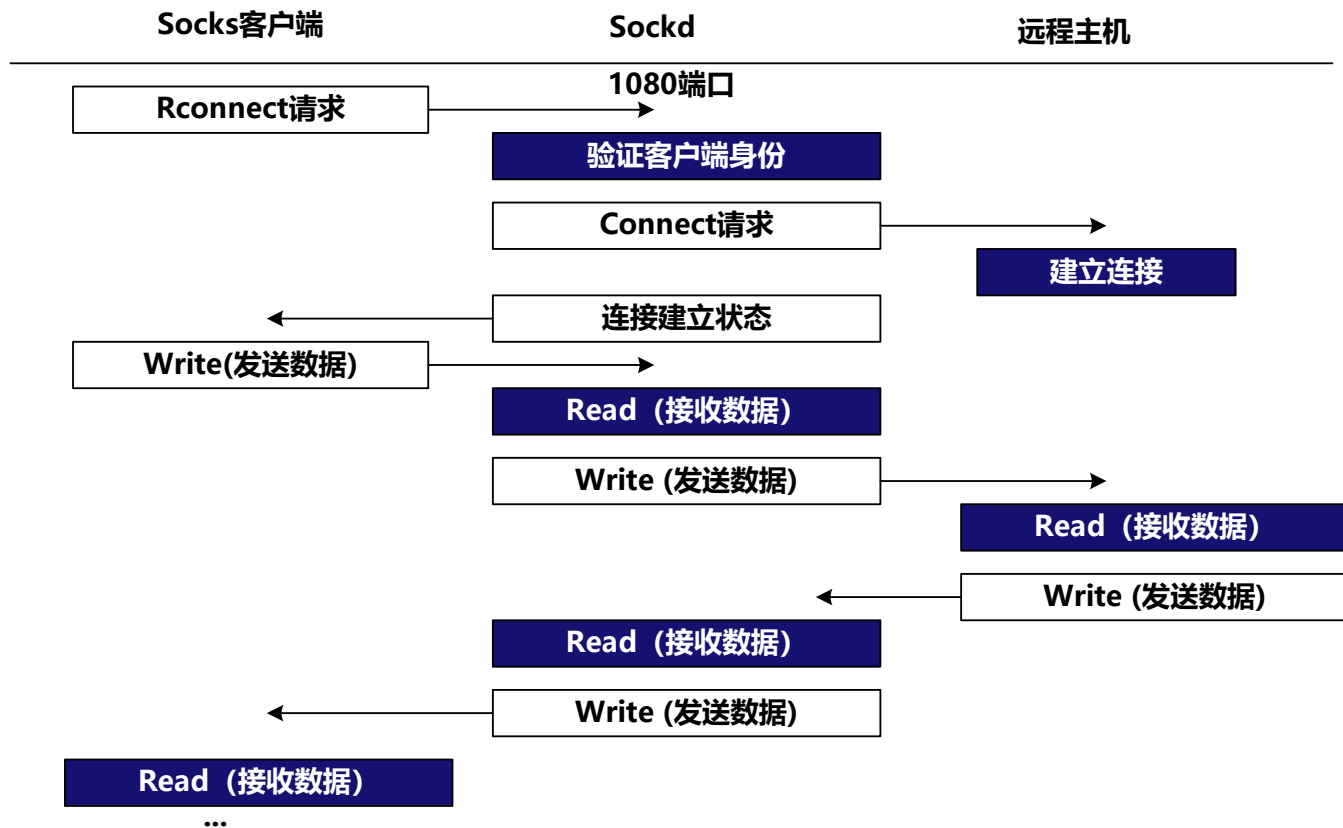 Socks客户端 Sockd 远程主机
1080端口
Rconnect请求
验证客户端身份
Connect请求
建立连接
连接建立状态
Write(发送数据)
Read（接收数据）
Write (发送数据)
Read（接收数据）
Write (发送数据)
Read（接收数据）
Write (发送数据)
Read（接收数据）
...